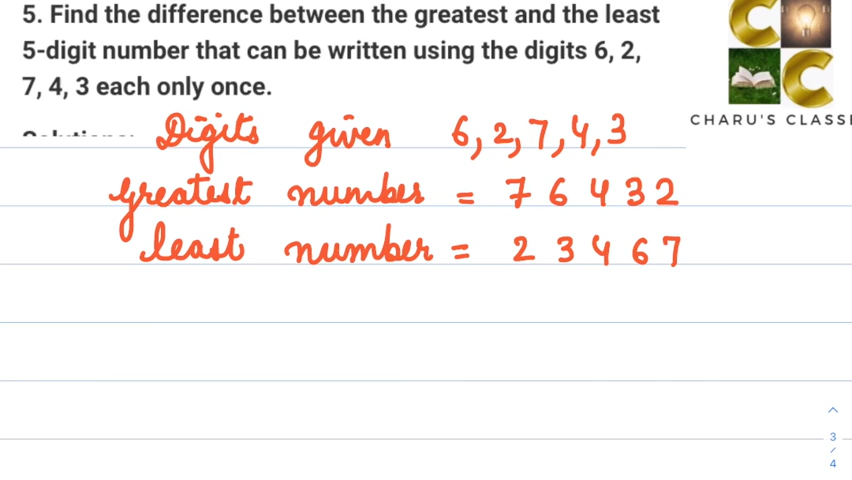 5. Find the difference between the greatest and the least
5-digit number that can be written using the digits 6, 2,
7, 4, 3 each only once.
CHARU'S CLASSE
Digits given 6, 2, 7, 4, 3
greatest number = 7 6 4 3 2
least number = 2 3 4 6 7
3
/
4